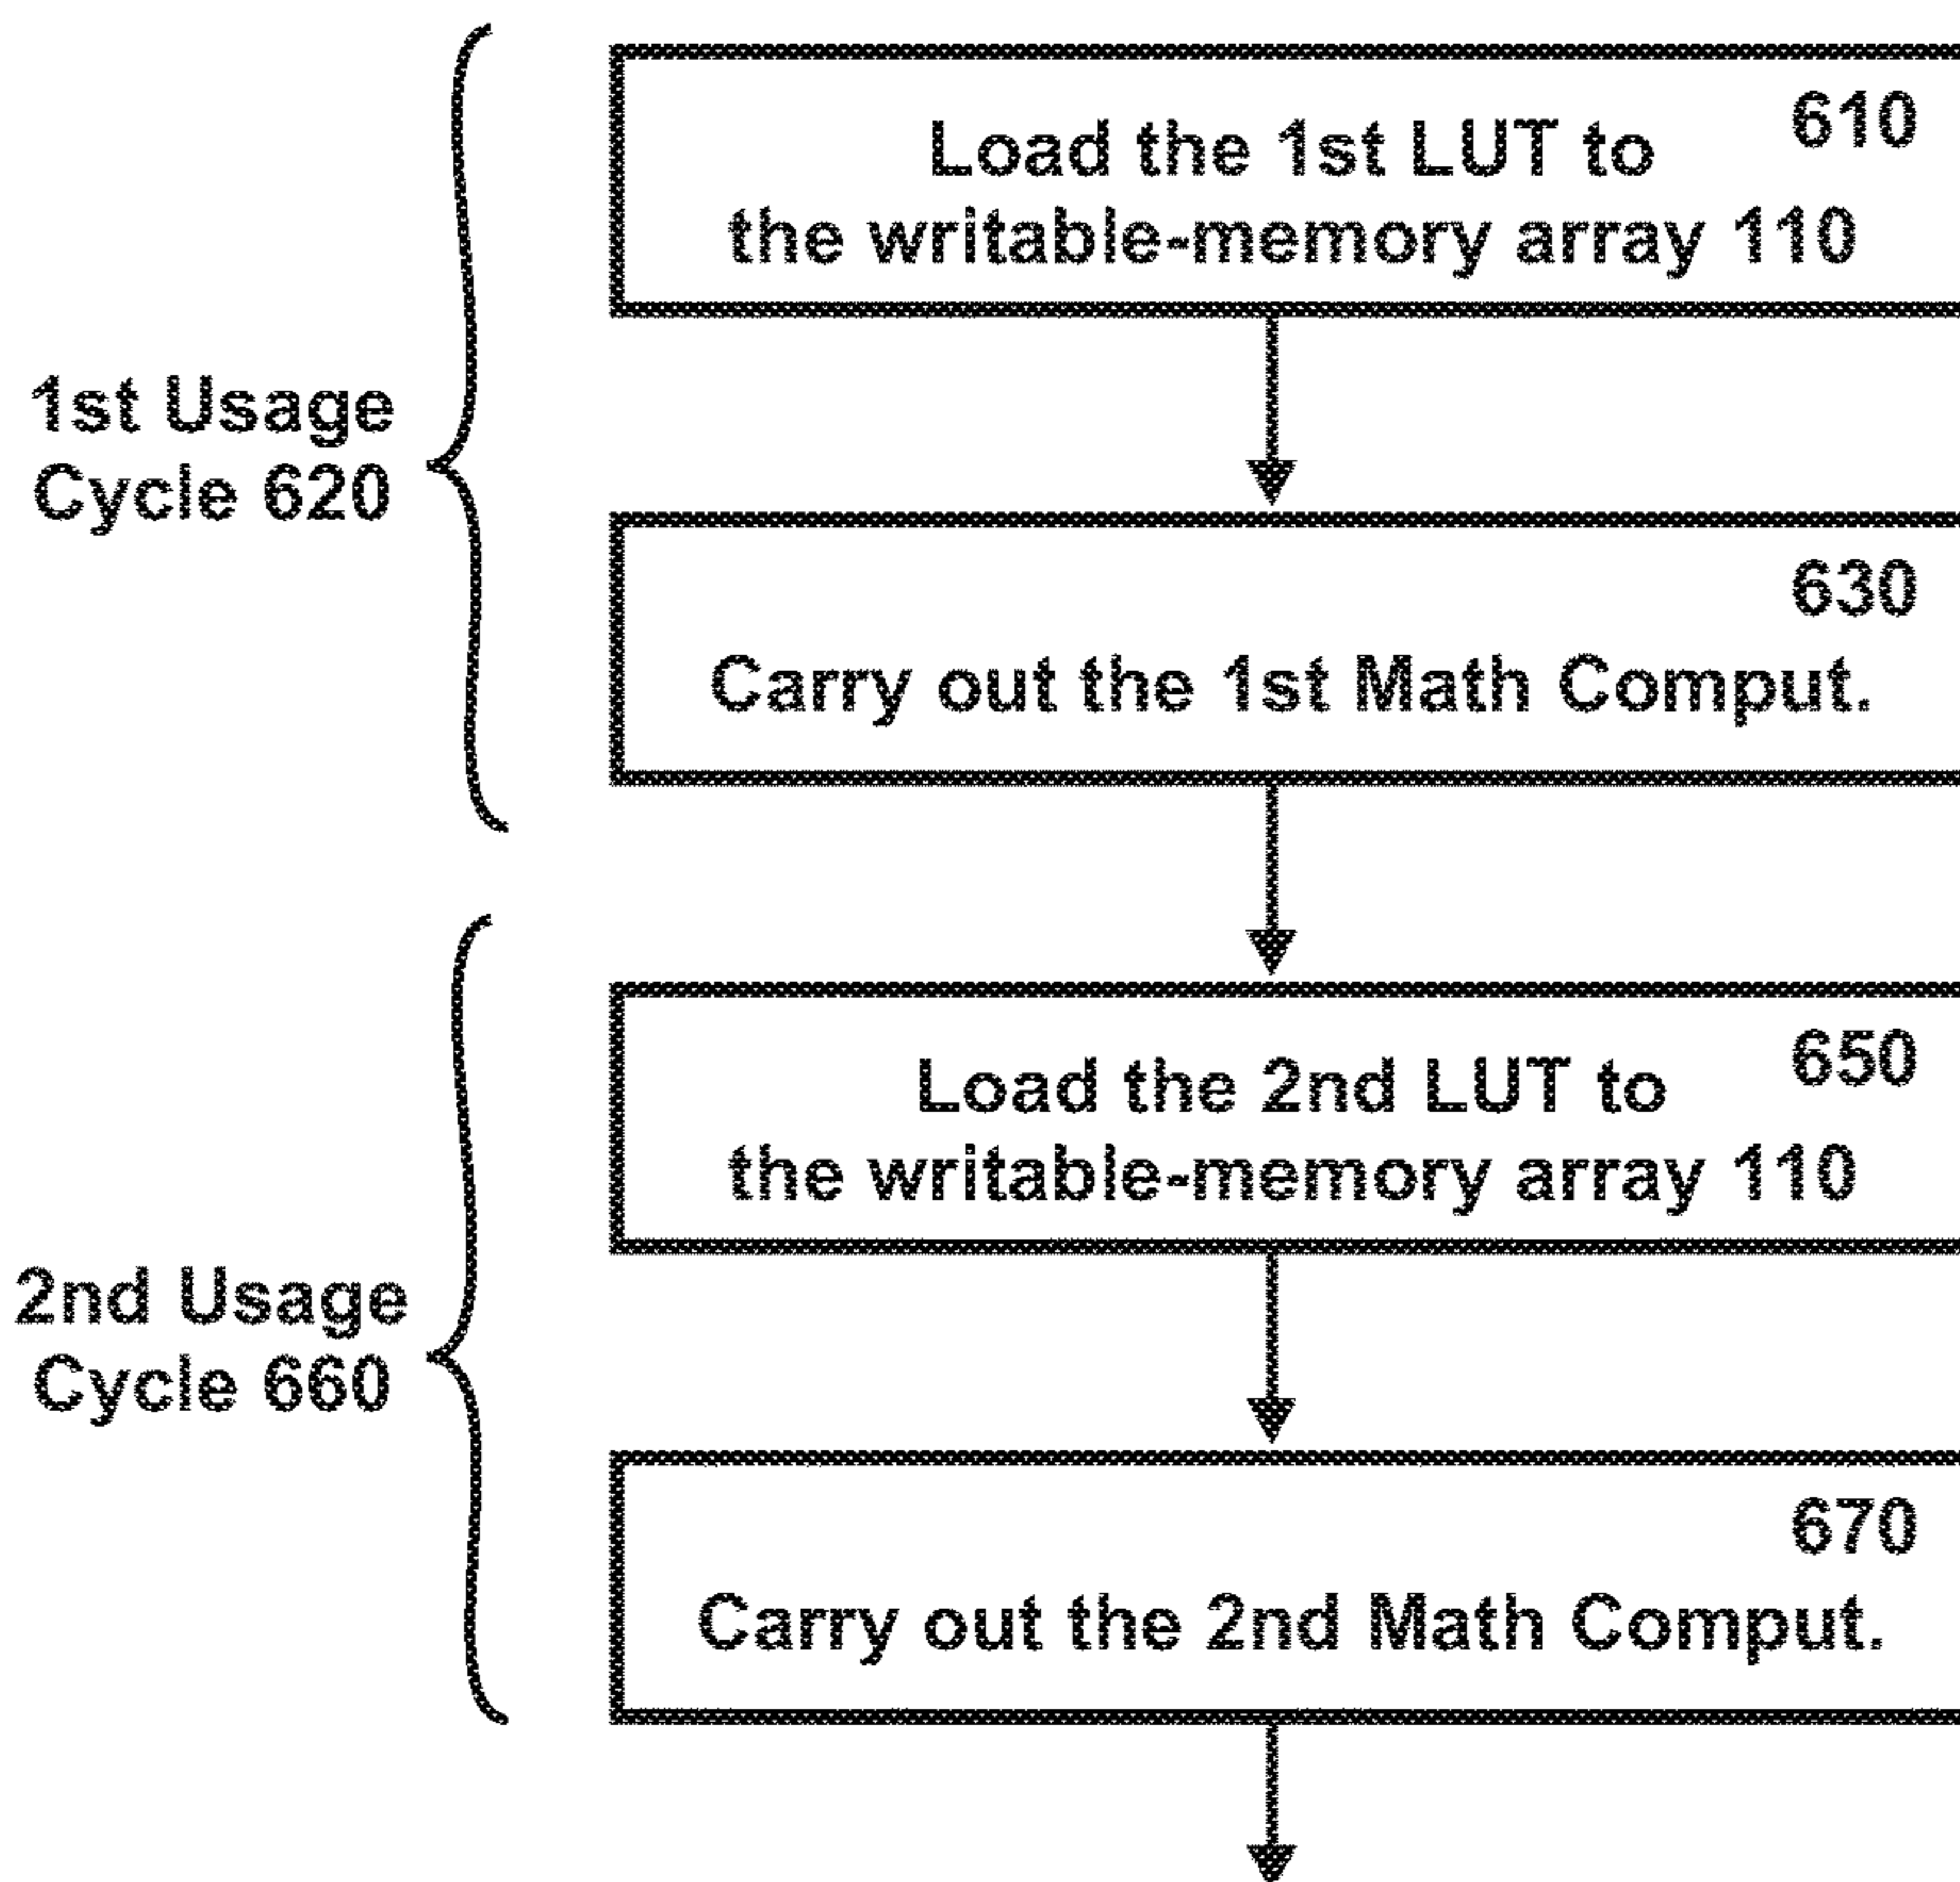 610
Load the 1st LUT to
the writable-memory array 110
1st Usage
Cycle 620
630
Carry out the 1st Math Comput.
650
Load the 2nd LUT to
the writable-memory array 110
2nd Usage
Cycle 660
670
Carry out the 2nd Math Comput.